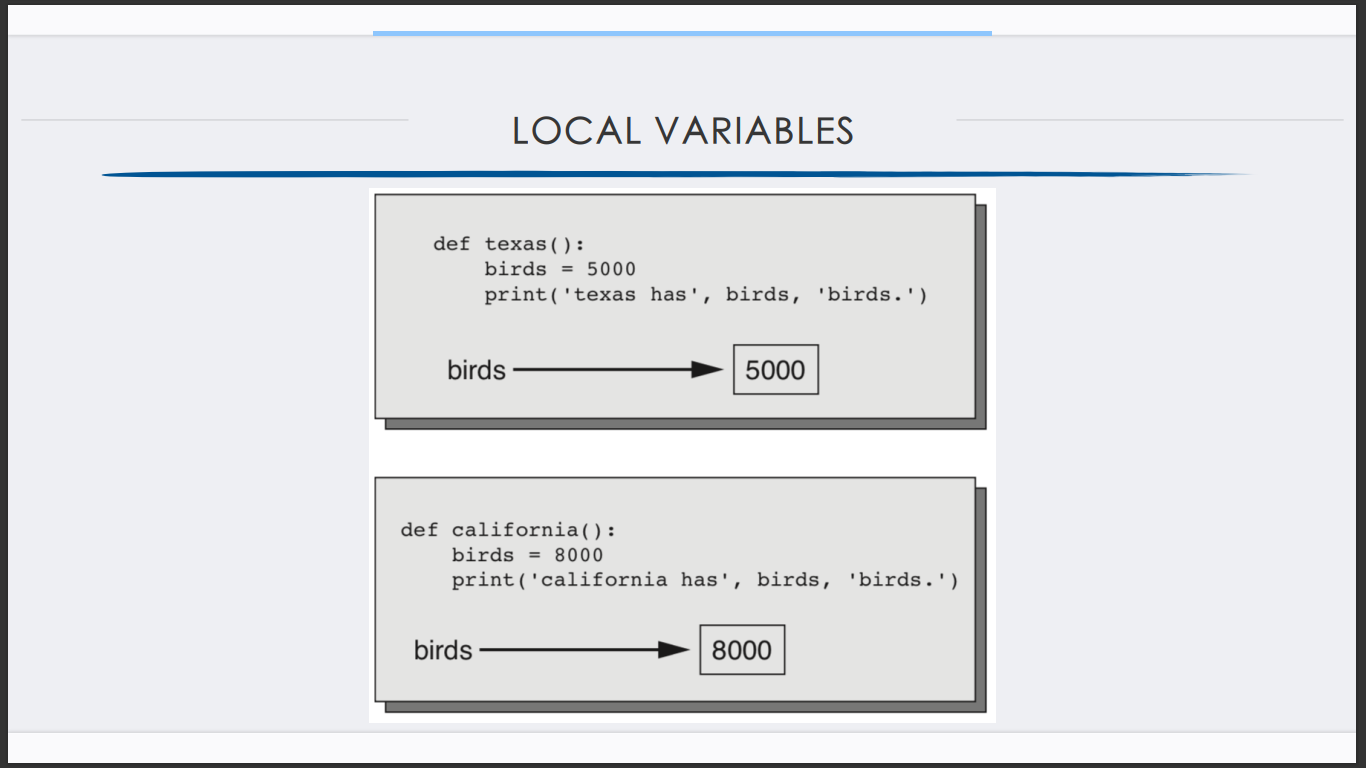 LOCAL VARIABLES
def texas():
    birds = 5000
    print('texas has', birds, 'birds.')
birds 5000
def california():
    birds = 8000
    print('california has', birds, 'birds.')
birds 8000